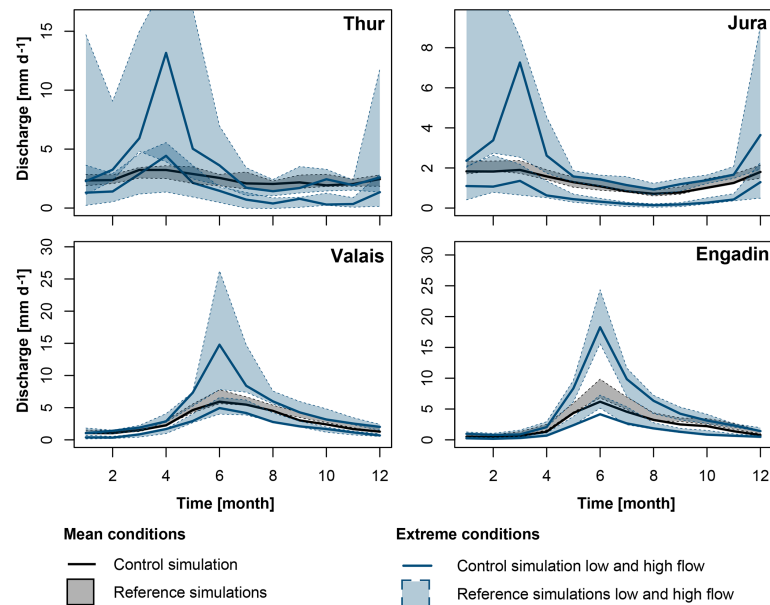 Thur
Jura
Discharge [mm d-1]
15
10
5
0
8
6
4
2
0
Valais
Engadin
Discharge [mm d-1]
30
25
20
15
10
5
0
30
25
20
15
10
5
0
2 4 6 8 10 12
2 4 6 8 10 12
Time [month]
Time [month]
Mean conditions
Extreme conditions
Control simulation
Control simulation low and high flow
Reference simulations
Reference simulations low and high flow